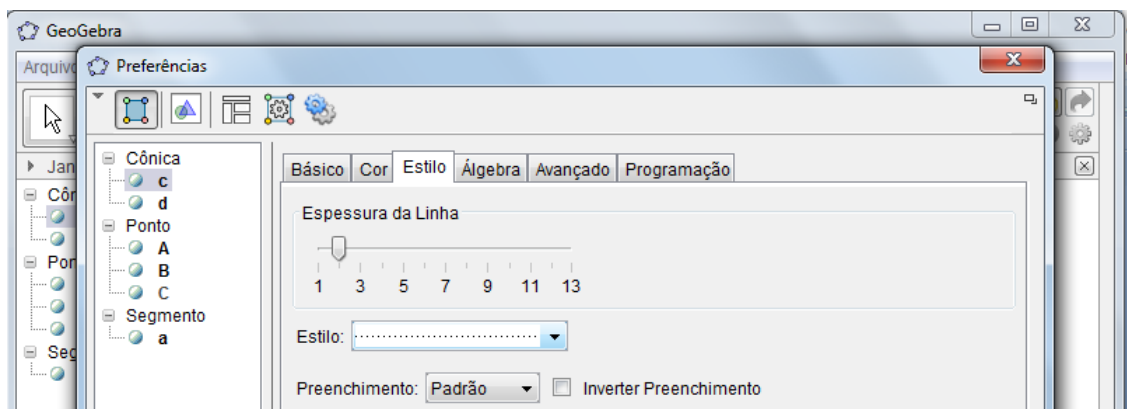 GeoGebra
Arquivo
Preferências
Jan
Côn
Pon
Seg
Cônica
c
d
Ponto
A
B
C
Segmento
a
Básico Cor Estilo Álgebra Avançado Programação
Espessura da Linha
1 3 5 7 9 11 13
Estilo:
Preenchimento: Padrão Inverter Preenchimento